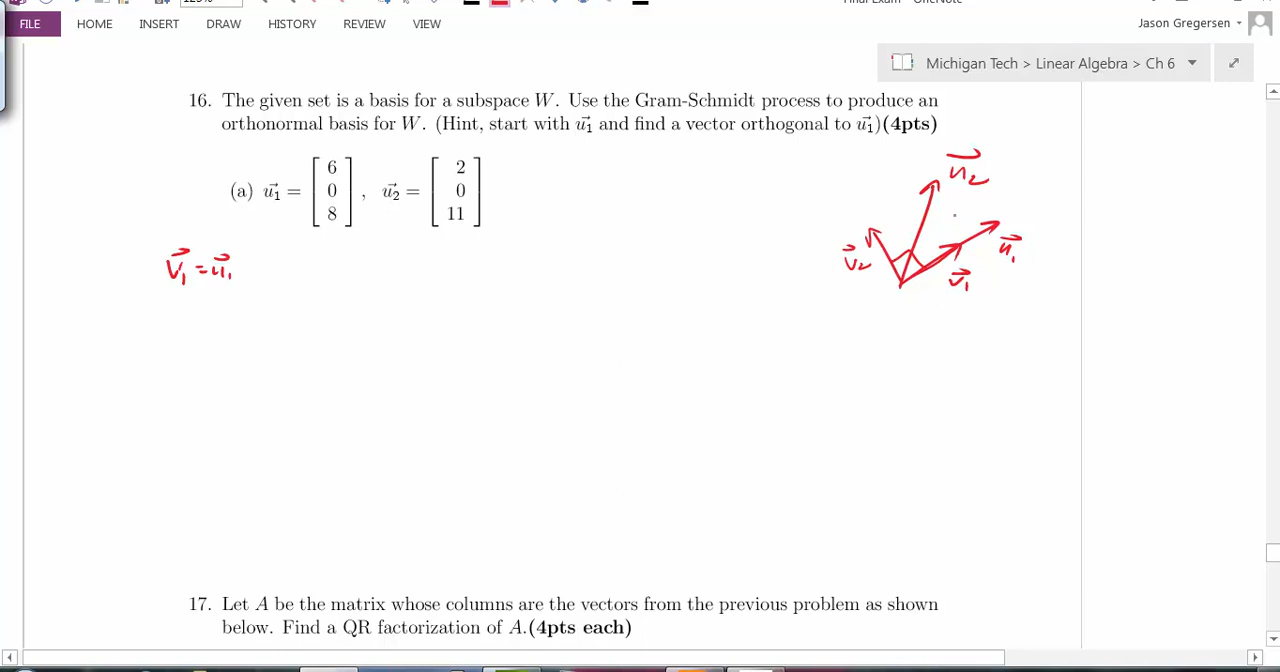 Final Exam - OneNote
FILE HOME INSERT DRAW HISTORY REVIEW VIEW
Jason Gregersen
Michigan Tech > Linear Algebra > Ch 6
16. The given set is a basis for a subspace W. Use the Gram-Schmidt process to produce an
orthonormal basis for W. (Hint, start with u⃗₁ and find a vector orthogonal to u⃗₁)(4pts)
(a) u⃗₁ = [6 0 8], u⃗₂ = [2 0 11]
v⃗₁ = u⃗₁
u⃗₂
v⃗₂
u⃗₁
v⃗₁
17. Let A be the matrix whose columns are the vectors from the previous problem as shown
below. Find a QR factorization of A.(4pts each)